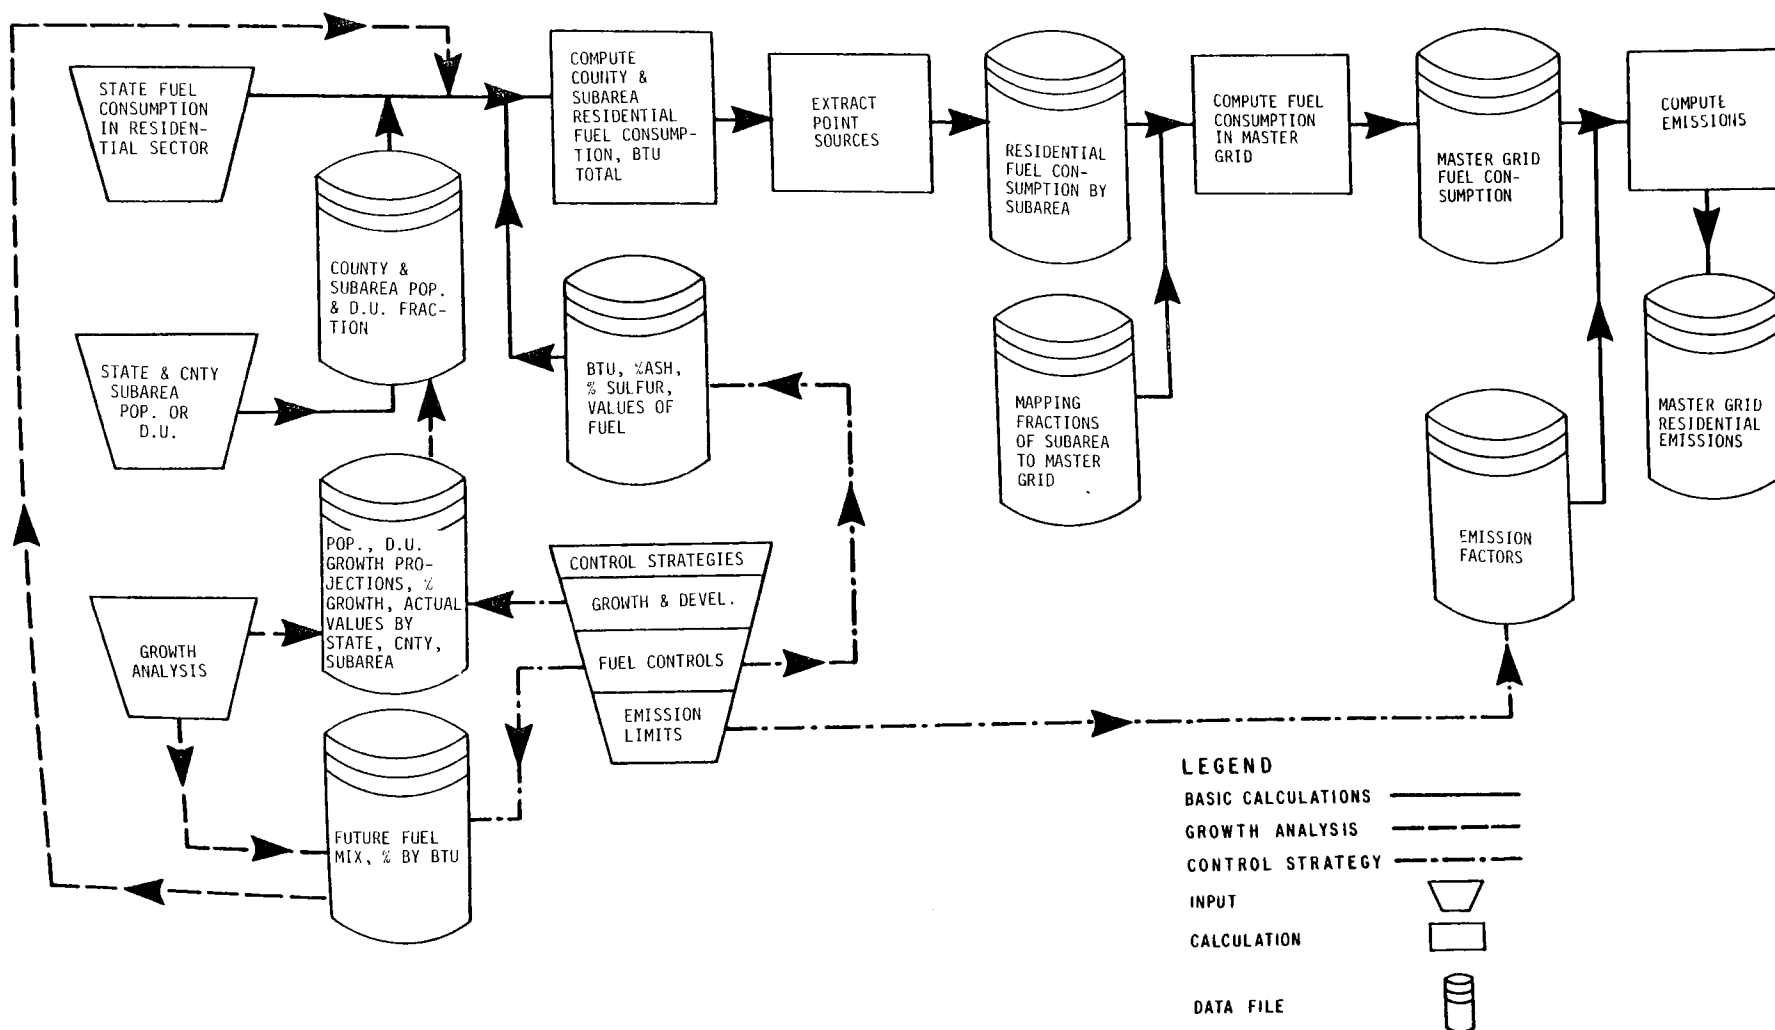 STATE FUEL
CONSUMPTION
IN RESIDEN-
TIAL SECTOR
COMPUTE
COUNTY &
SUBAREA
RESIDENTIAL
FUEL CONSUMP-
TION, BTU
TOTAL
EXTRACT
POINT
SOURCES
RESIDENTIAL
FUEL CON-
SUMPTION BY
SUBAREA
COMPUTE FUEL
CONSUMPTION
IN MASTER
GRID
MASTER GRID
FUEL CON-
SUMPTION
COMPUTE
EMISSIONS
COUNTY &
SUBAREA POP.
& D.U. FRAC-
TION
STATE & CNTY
SUBAREA
POP. OR
D.U.
BTU, %ASH,
% SULFUR,
VALUES OF
FUEL
MAPPING
FRACTIONS
OF SUBAREA
TO MASTER
GRID
MASTER GRID
RESIDENTIAL
EMISSIONS
EMISSION
FACTORS
POP., D.U.
GROWTH PRO-
JECTIONS, %
GROWTH, ACTUAL
VALUES BY
STATE, CNTY,
SUBAREA
CONTROL STRATEGIES
GROWTH & DEVEL.
FUEL CONTROLS
EMISSION
LIMITS
GROWTH
ANALYSIS
FUTURE FUEL
MIX, % BY BTU
LEGEND
BASIC CALCULATIONS
GROWTH ANALYSIS
CONTROL STRATEGY
INPUT
CALCULATION
DATA FILE